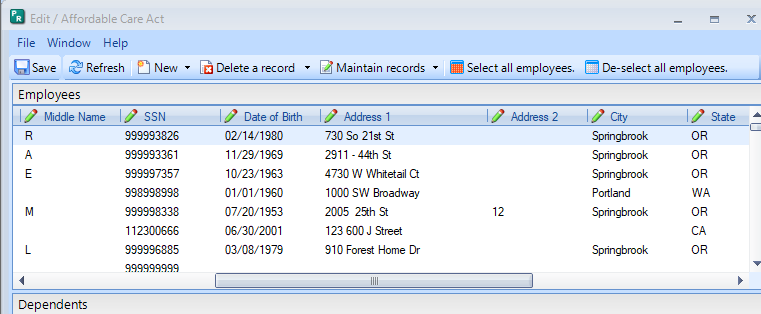 PR Edit / Affordable Care Act
File Window Help
Save Refresh New Delete a record Maintain records Select all employees. De-select all employees.
Employees
Middle Name SSN Date of Birth Address 1 Address 2 City State
R 999993826 02/14/1980 730 So 21st St Springbrook OR
A 999993361 11/29/1969 2911 - 44th St Springbrook OR
E 999997357 10/23/1963 4730 W Whitetail Ct Springbrook OR
998998998 01/01/1960 1000 SW Broadway Portland WA
M 999998338 07/20/1953 2005 25th St 12 Springbrook OR
112300666 06/30/2001 123 600 J Street CA
L 999996885 03/08/1979 910 Forest Home Dr Springbrook OR
999999999
Dependents